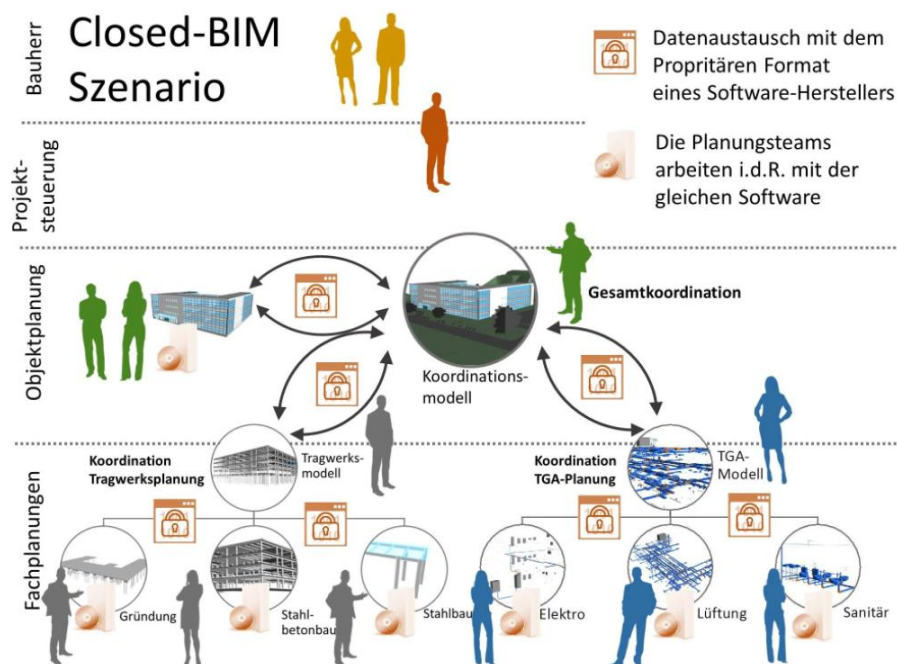 Bauherr
Closed-BIM
Szenario
Datenaustausch mit dem
Propritären Format
eines Software-Herstellers
Die Planungsteams
arbeiten i.d.R. mit der
gleichen Software
Projekt-
steuerung
Objektplanung
Gesamtkoordination
Koordinations-
modell
Fachplanungen
Koordination
Tragwerksplanung
Tragwerks-
modell
Koordination
TGA-Planung
TGA-
Modell
Gründung
Stahl-
betonbau
Stahlbau
Elektro
Lüftung
Sanitär